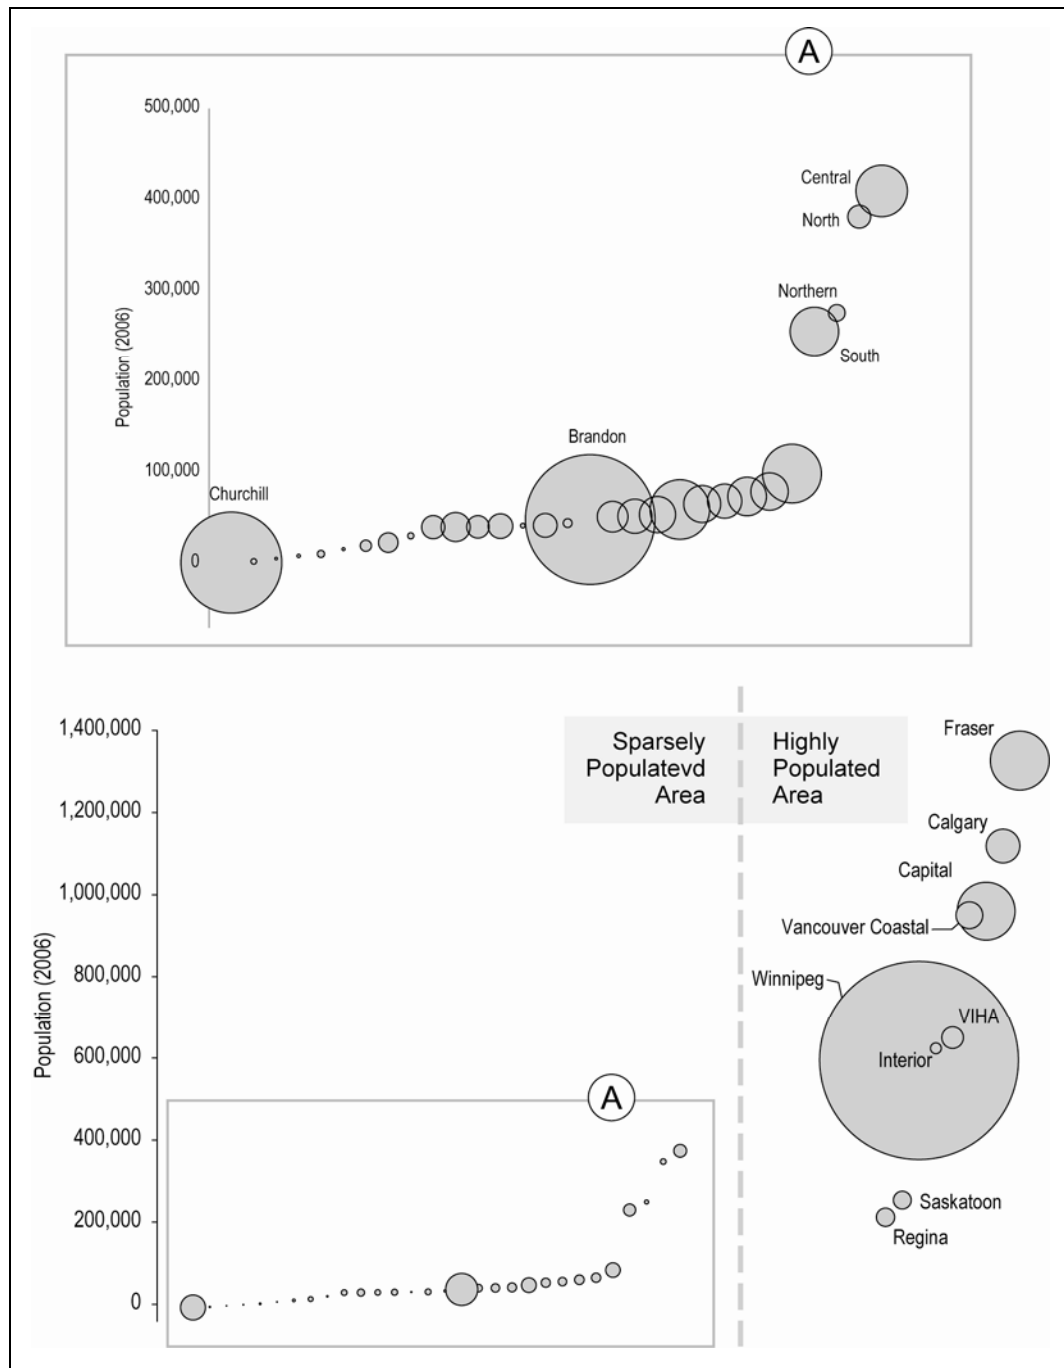 A
500,000
Central
400,000
North
300,000
Northern
South
Population (2006)
200,000
Brandon
100,000
Churchill
0
1,400,000
Sparsely
Populatevd
Area
Highly
Populated
Area
Fraser
1,200,000
Calgary
Capital
1,000,000
Vancouver Coastal
Population (2006)
800,000
Winnipeg
VIHA
600,000
Interior
A
400,000
200,000
Saskatoon
Regina
0